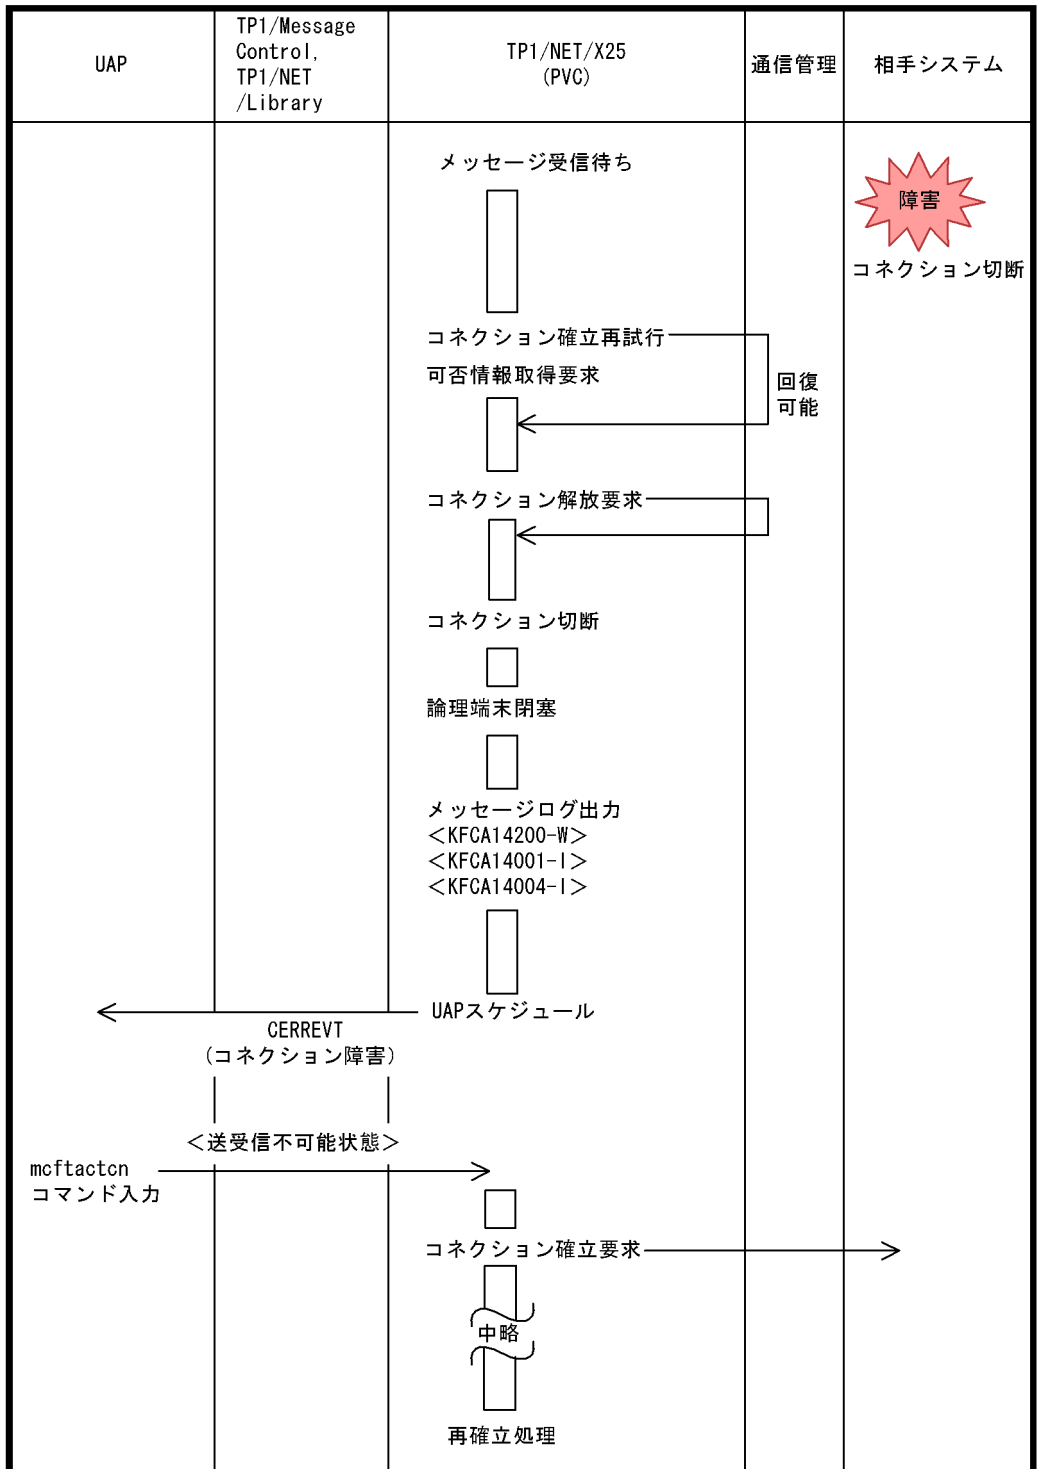 UAP
TP1/Message
Control,
TP1/NET
/Library
TP1/NET/X25
(PVC)
通信管理
相手システム
メッセージ受信待ち
障害
コネクション切断
コネクション確立再試行
可否情報取得要求
回復
可能
コネクション解放要求
コネクション切断
論理端末閉塞
メッセージログ出力
<KFCA14200-W>
<KFCA14001-I>
<KFCA14004-I>
UAPスケジュール
CERREVT
(コネクション障害)
<送受信不可能状態>
mcftactcn
コマンド入力
コネクション確立要求
中略
再確立処理